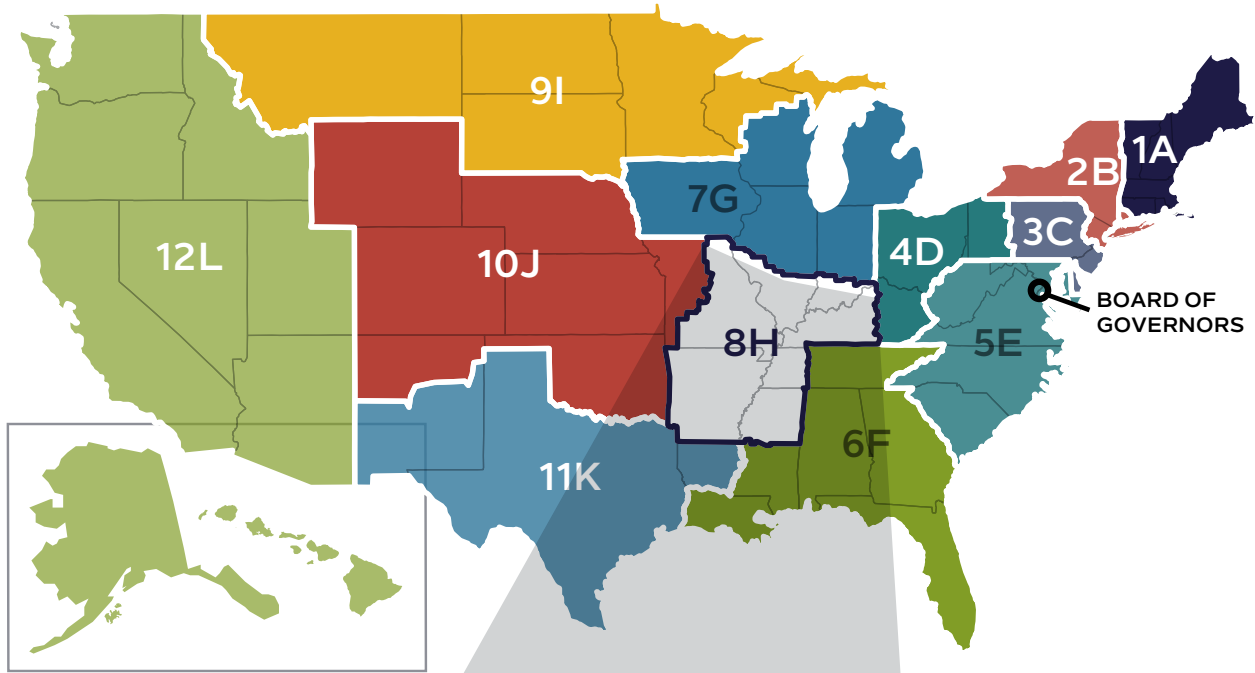 9I
1A
2B
7G
3C
12L
4D
10J
BOARD OF
GOVERNORS
8H
5E
6F
11K